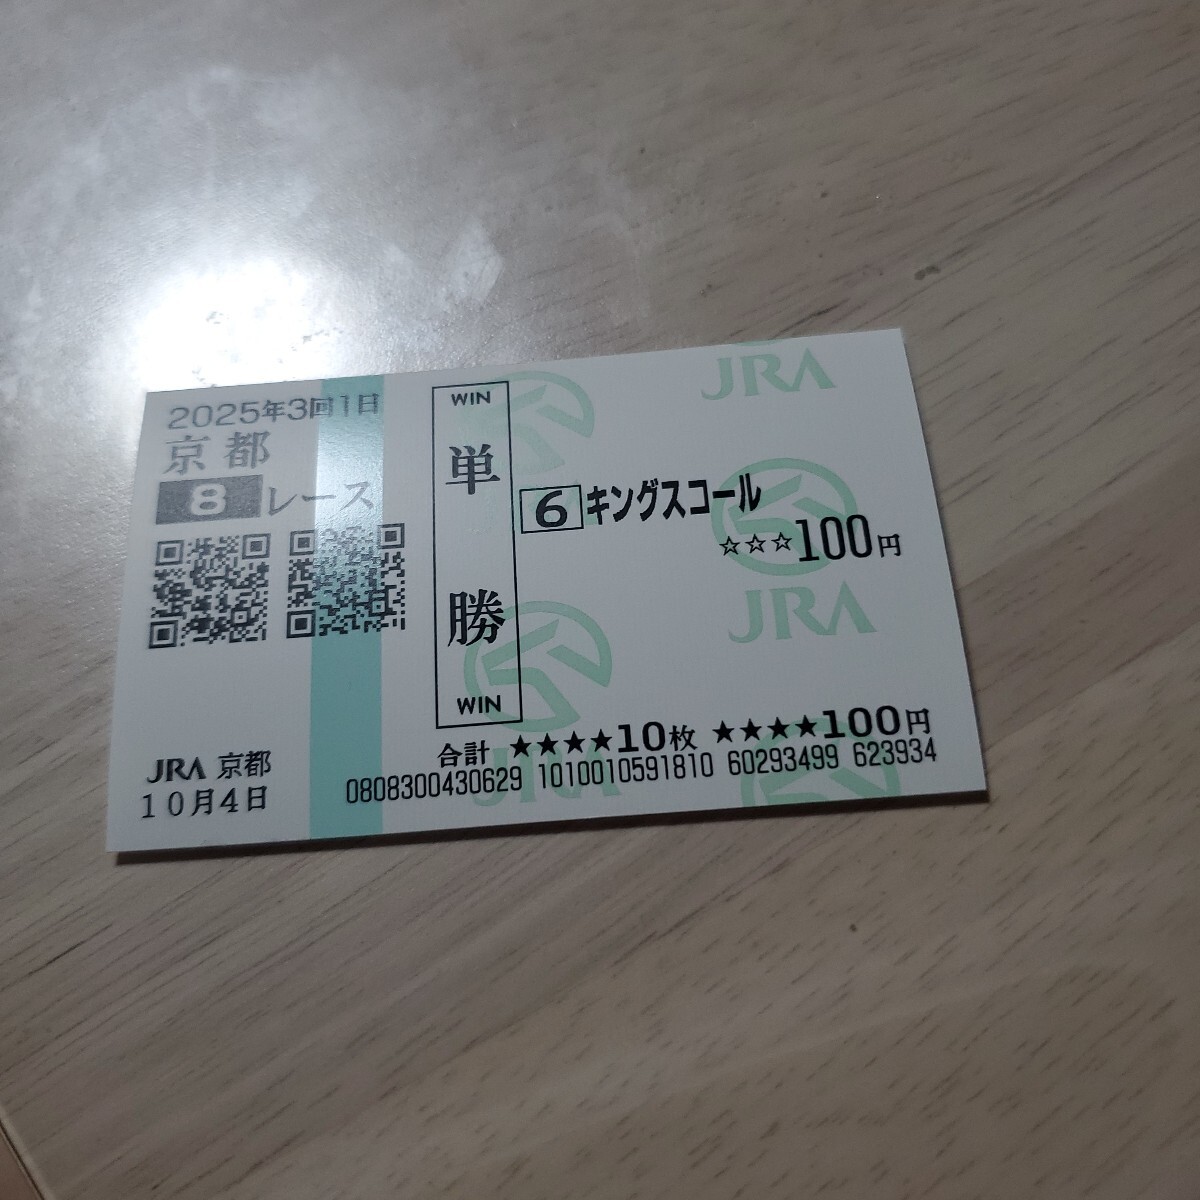 2025年3回1日
京都
8レース
WIN
単勝
WIN
6 キングスコール
☆☆☆100円
合計 ★★★★10枚 ★★★★100円
0808300430629 1010010591810 60293499 623934
JRA 京都
10月4日
JRA
JRA
JRA